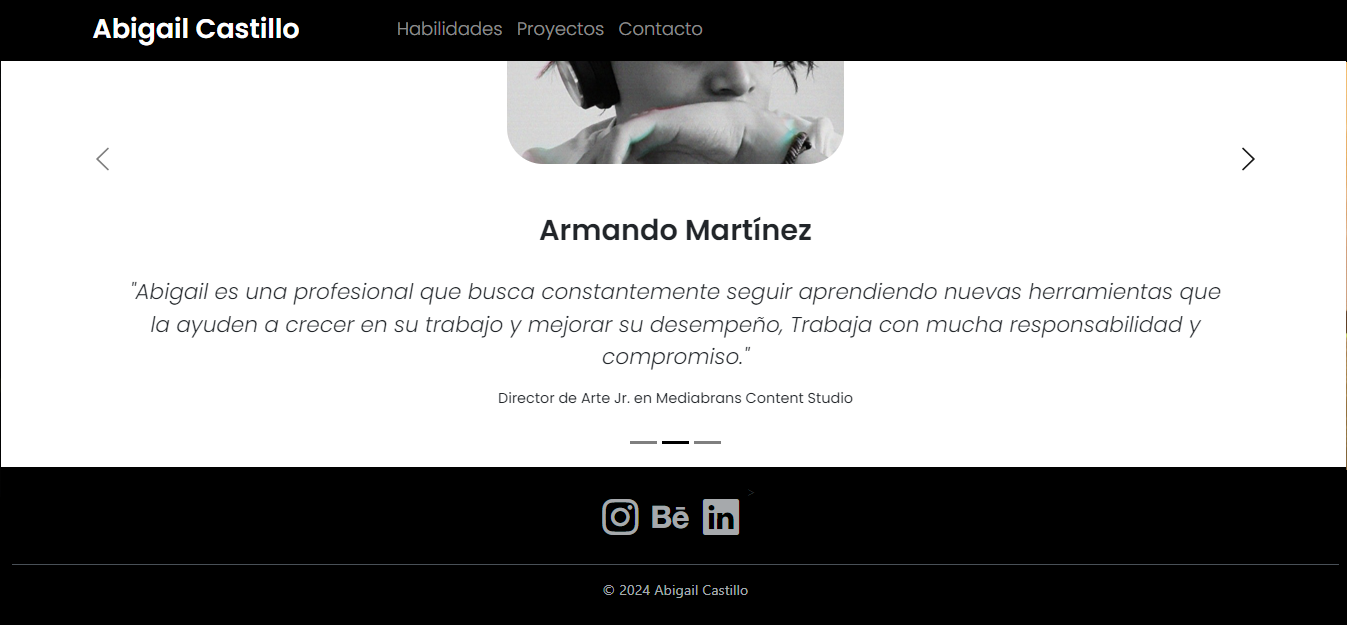 Abigail Castillo
Habilidades Proyectos Contacto
Armando Martínez
"Abigail es una profesional que busca constantemente seguir aprendiendo nuevas herramientas que
la ayuden a crecer en su trabajo y mejorar su desempeño, Trabaja con mucha responsabilidad y
compromiso."
Director de Arte Jr. en Mediabrans Content Studio
>
Bē in
© 2024 Abigail Castillo